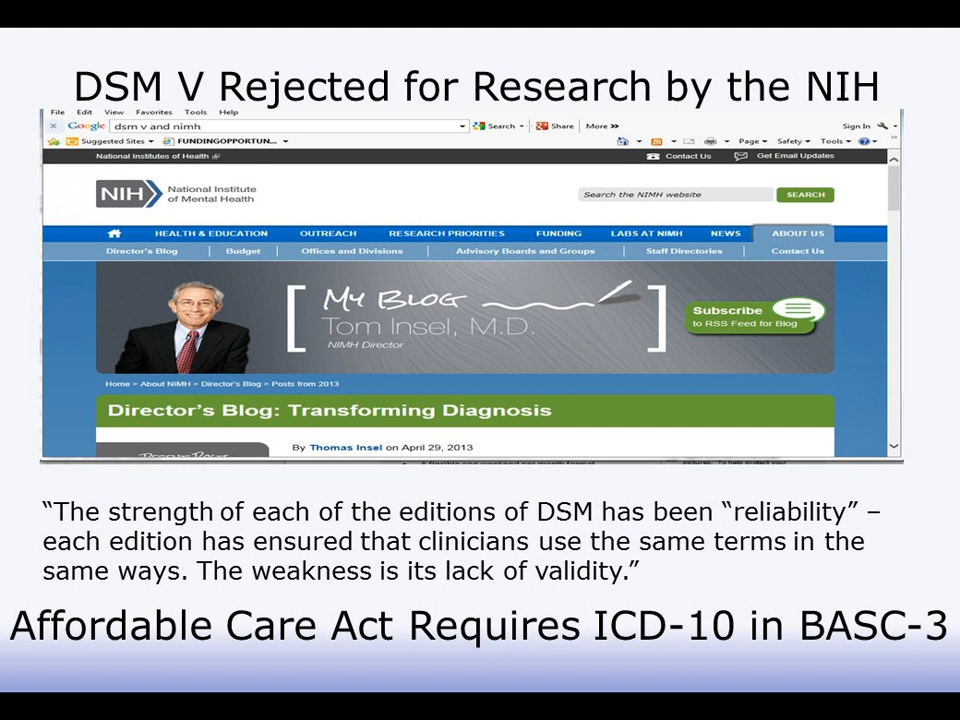 DSM V Rejected for Research by the NIH
File Edit View Favorites Tools Help
× Google dsm v and nimh Search Share More >> Sign In
Suggested Sites FUNDINGOPPORTUN... Page Safety Tools
National Institutes of Health Contact Us Get Email Updates
NIH National Institute of Mental Health Search the NIMH website SEARCH
HEALTH & EDUCATION OUTREACH RESEARCH PRIORITIES FUNDING LABS AT NIMH NEWS ABOUT US
Director's Blog Budget Offices and Divisions Advisory Boards and Groups Staff Directories Contact Us
[MY BLOG]
Tom Insel, M.D.
NIMH Director
Subscribe
to RSS Feed for Blog
Home > About NIMH > Director's Blog > Posts from 2013
Director's Blog: Transforming Diagnosis
By Thomas Insel on April 29, 2013
“The strength of each of the editions of DSM has been “reliability” –
each edition has ensured that clinicians use the same terms in the
same ways. The weakness is its lack of validity.”
Affordable Care Act Requires ICD-10 in BASC-3